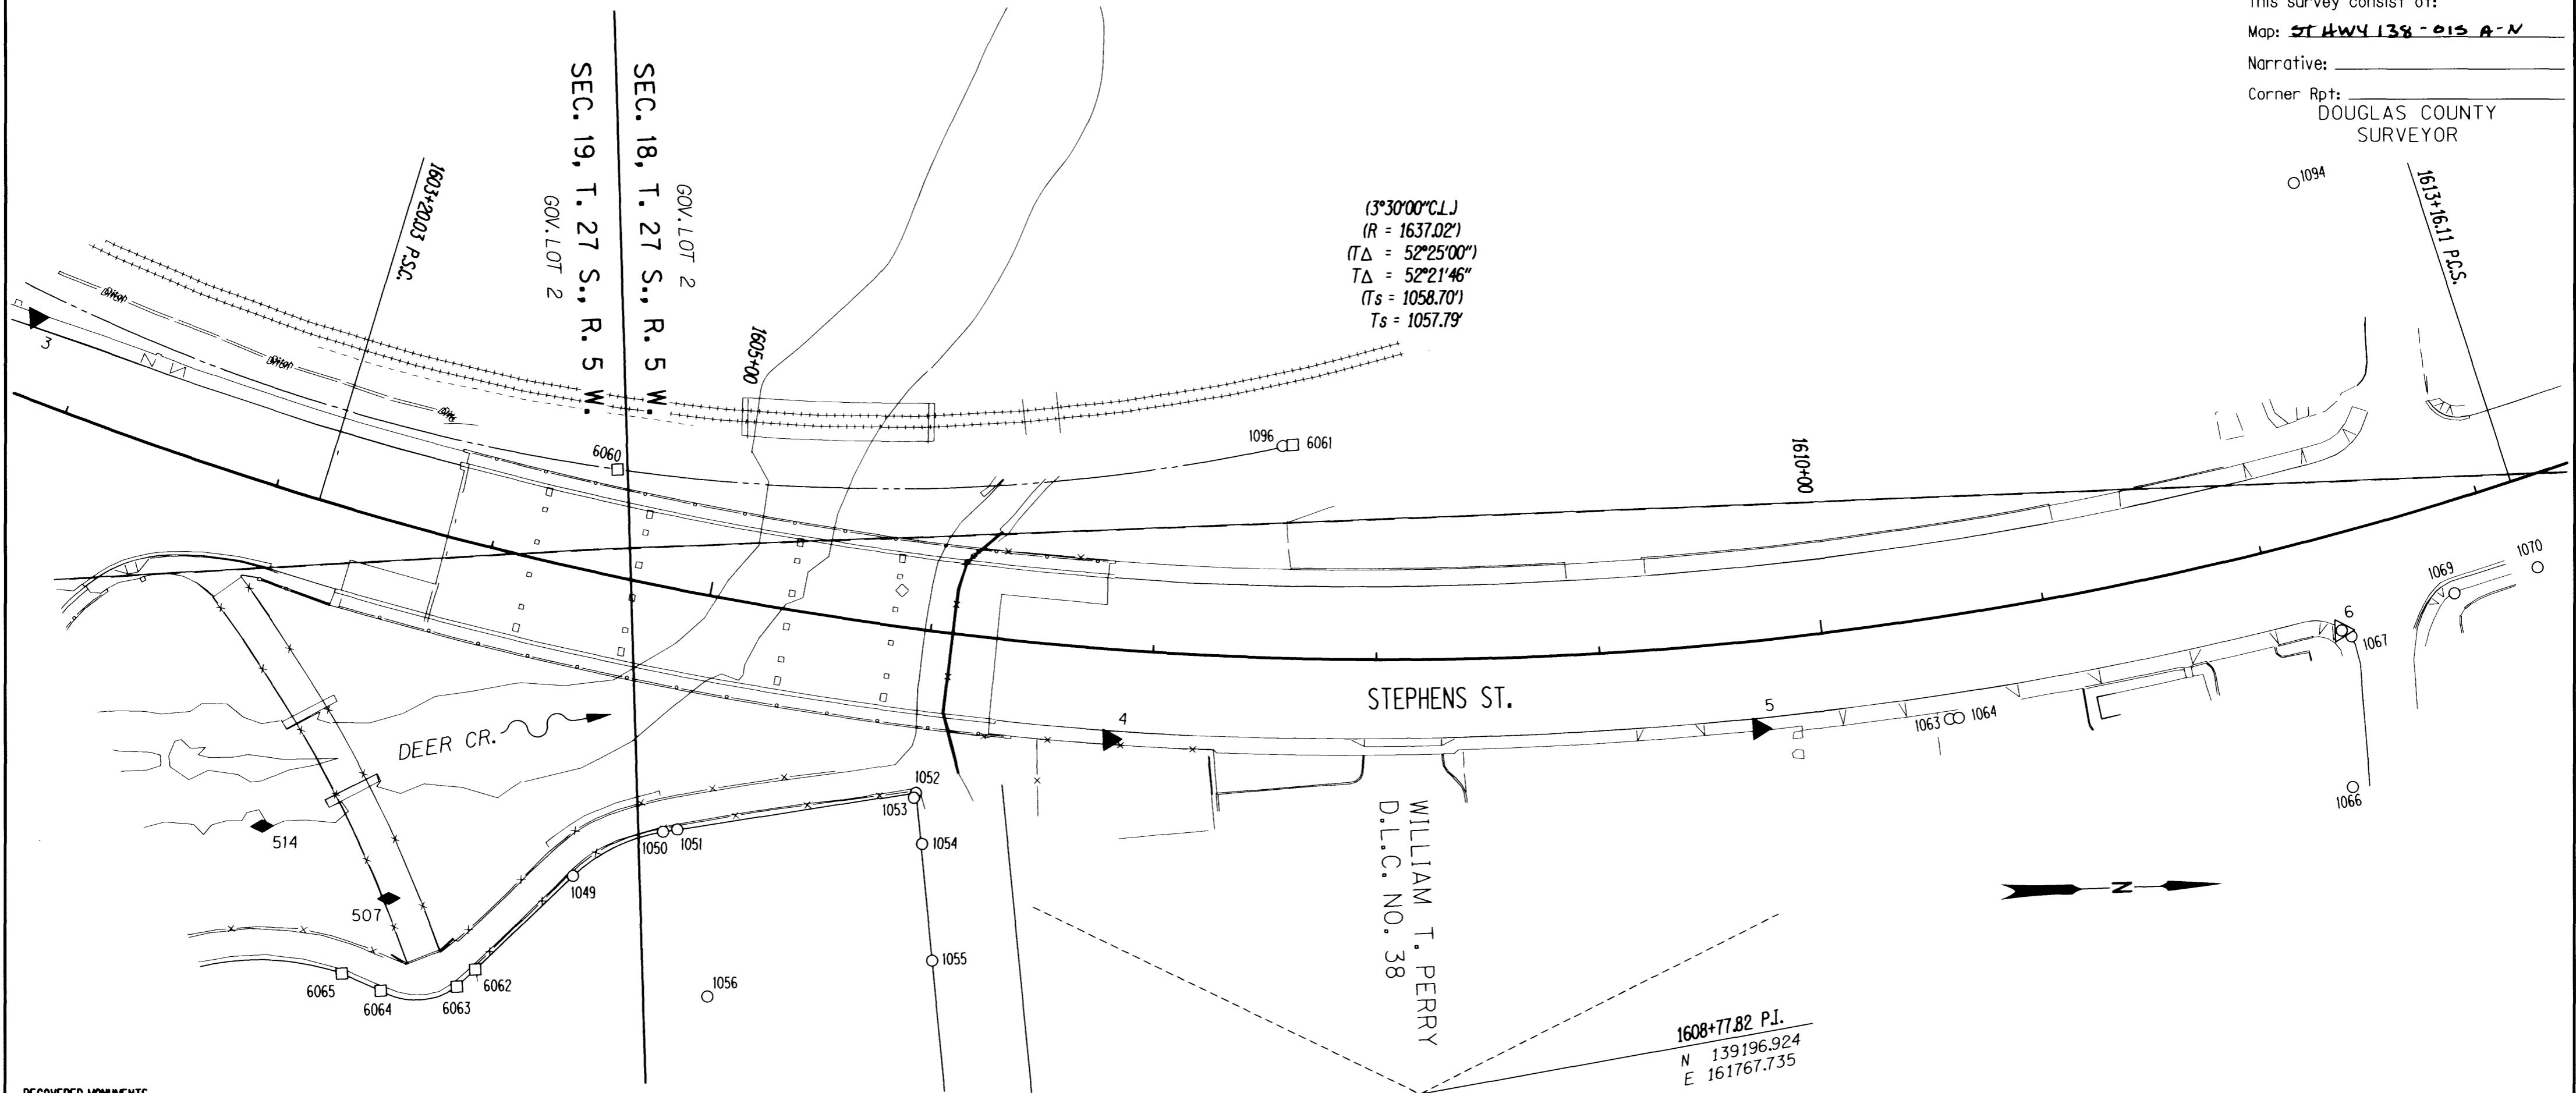 This survey consist of:
Map: ST HWY 138-015 A-N
Narrative:
Corner Rpt:
DOUGLAS COUNTY
SURVEYOR
1094
1613+16.11 P.C.S.
1603+20.03 P.S.C.
SEC. 19, T. 27 S., R. 5 W.
GOV. LOT 2
SEC. 18, T. 27 S., R. 5 W.
GOV. LOT 2
(3°30'00"C.L.)
(R = 1637.02')
(TΔ = 52°25'00")
TΔ = 52°21'46"
(Ts = 1058.70')
Ts = 1057.79'
Ditch
Ditch
3
1605+00
6060
1096
6061
1610+00
1070
1069
6
1067
1066
STEPHENS ST.
4
5
1063
1064
DEER CR.
514
507
1052
1053
1054
1050
1051
1049
1055
1056
6062
6063
6064
6065
WILLIAM T. PERRY
D.L.C. NO. 38
N
1608+77.82 P.I.
N 139196.924
E 161767.735
RECOVERED MONUMENTS